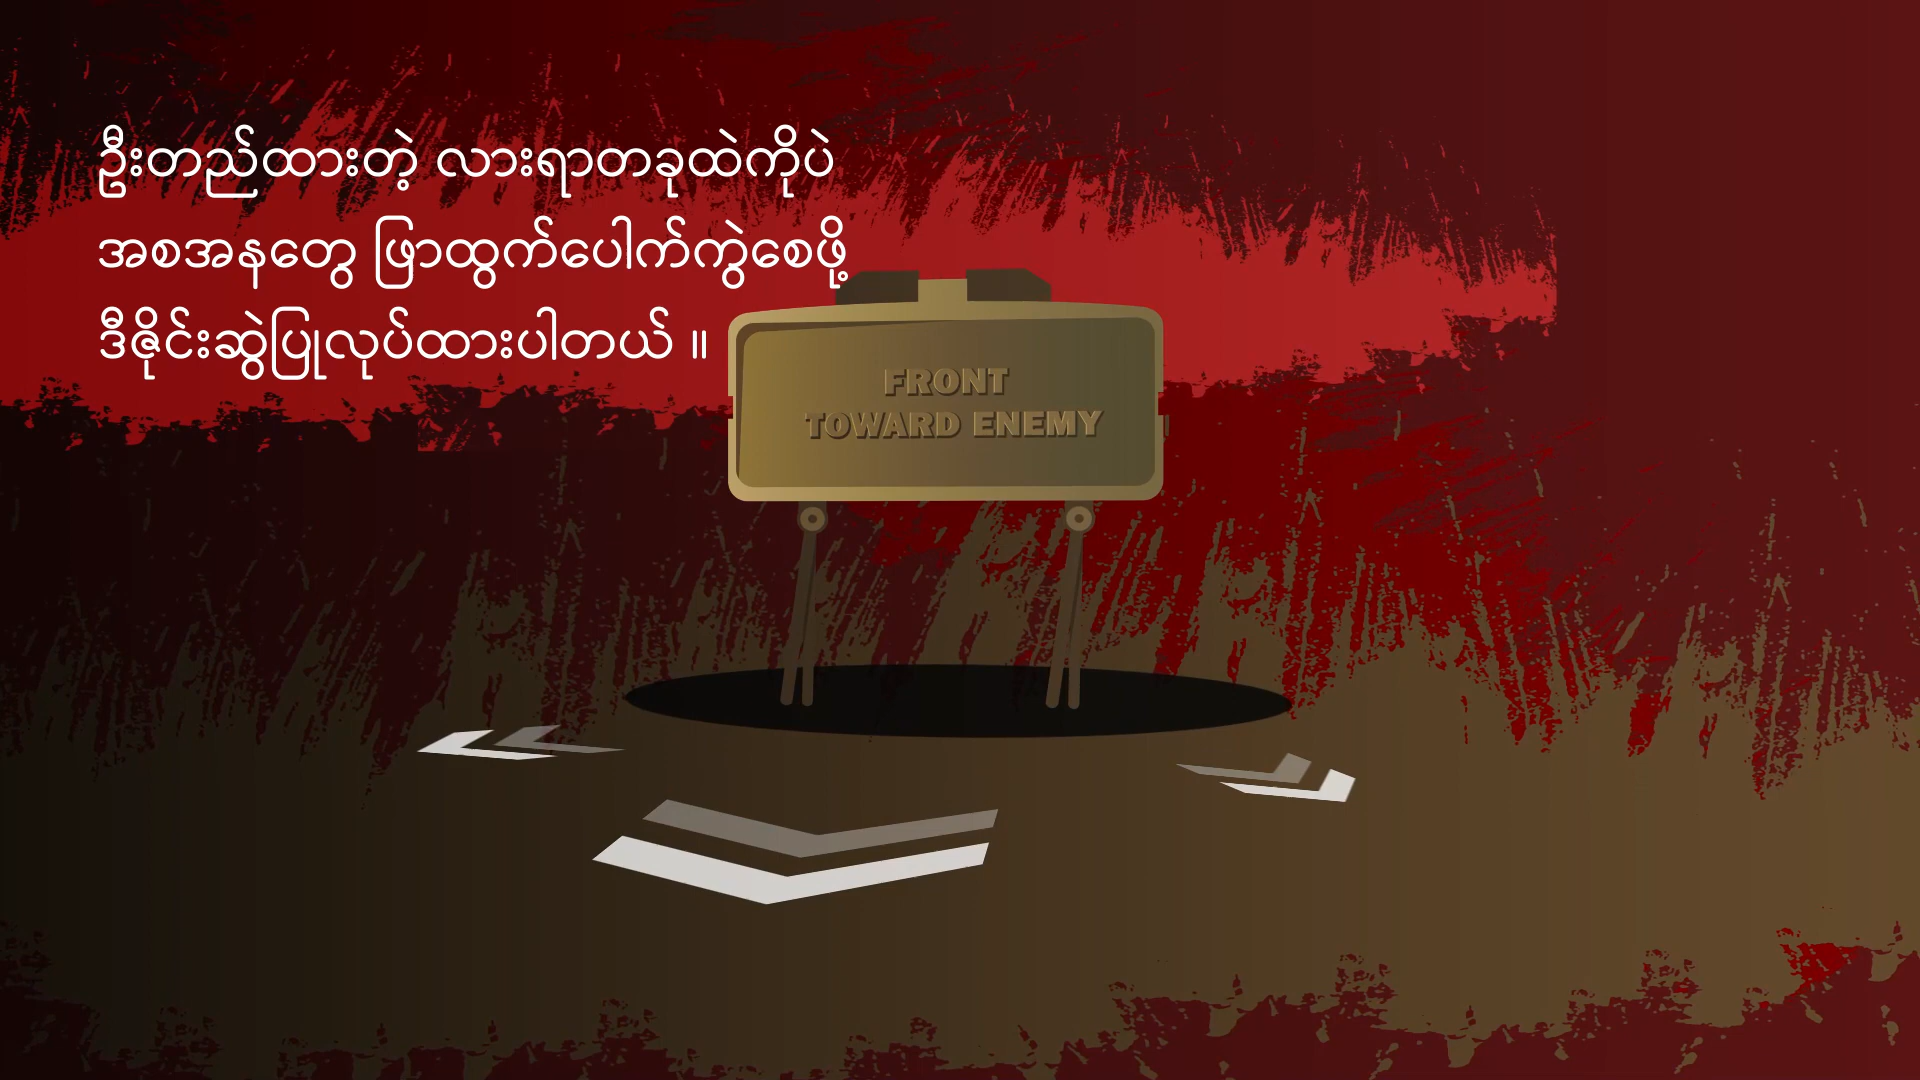 ဦးတည်ထားတဲ့ လားရာတခုထဲကိုပဲ
အစအနတွေ ဖြာထွက်ပေါက်ကွဲစေဖို့
ဒီဇိုင်းဆွဲပြုလုပ်ထားပါတယ် ။
FRONT
TOWARD ENEMY